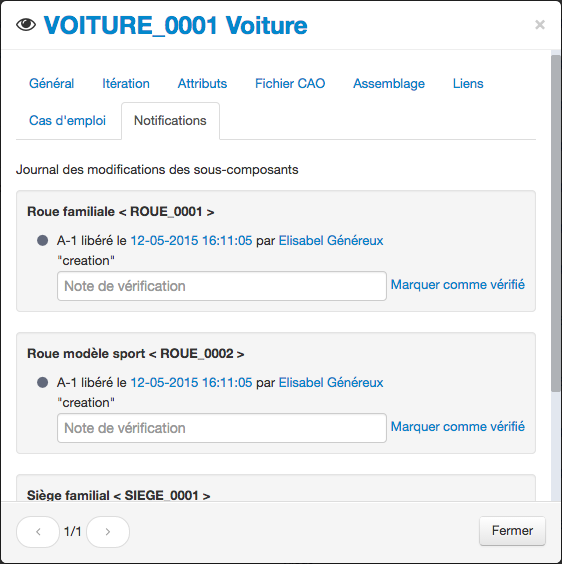 VOITURE_0001 Voiture
×
Général Itération Attributs Fichier CAO Assemblage Liens
Cas d'emploi Notifications
Journal des modifications des sous-composants
Roue familiale < ROUE_0001 >
A-1 libéré le 12-05-2015 16:11:05 par Elisabel Généreux
"creation"
Note de vérification Marquer comme vérifié
Roue modèle sport < ROUE_0002 >
A-1 libéré le 12-05-2015 16:11:05 par Elisabel Généreux
"creation"
Note de vérification Marquer comme vérifié
Siège familial < SIEGE_0001 >
‹ 1/1 › Fermer